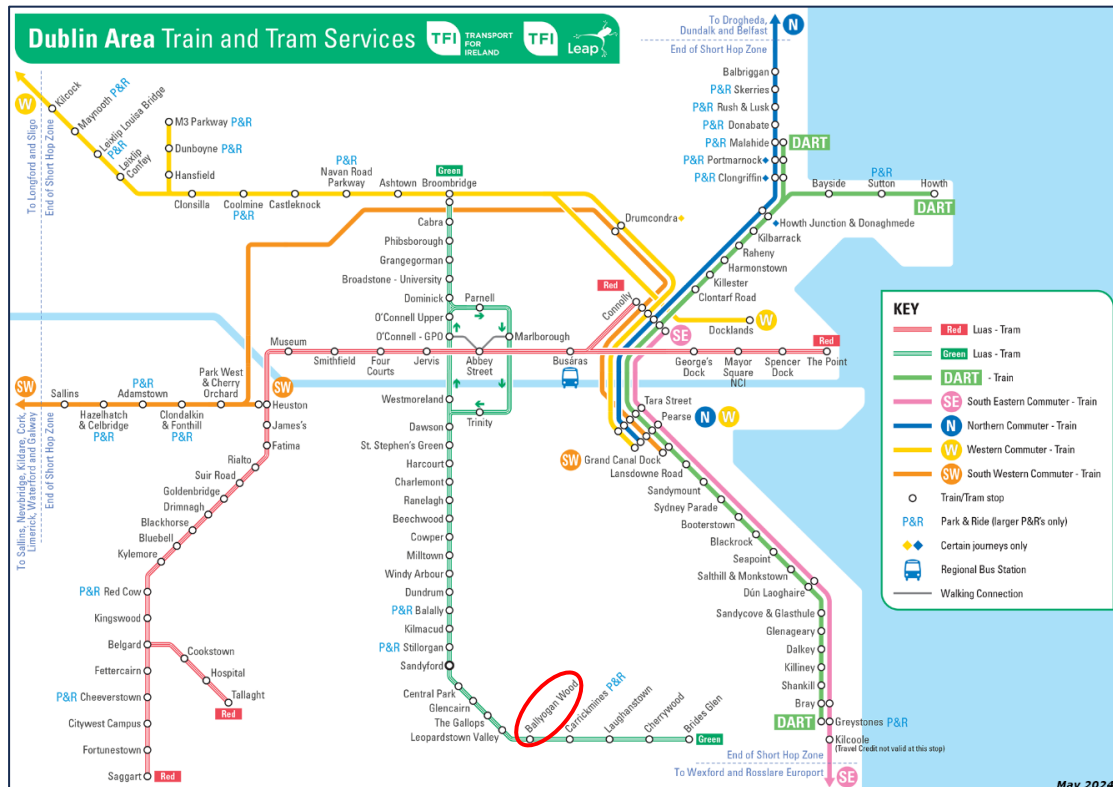 Dublin Area Train and Tram Services
TFI
TRANSPORT
FOR
IRELAND
TFI
Leap
To Drogheda,
Dundalk and Belfast
N
End of Short Hop Zone
W
To Longford and Sligo
End of Short Hop Zone
Kilcock
Maynooth P&R
Leixlip Louisa Bridge
P&R
Leixlip
Confey
M3 Parkway P&R
Dunboyne P&R
Hansfield
Clonsilla
Coolmine
P&R
Castleknock
P&R
Navan Road
Parkway
Ashtown
Green
Broombridge
Drumcondra
Cabra
Phibsborough
Grangegorman
Broadstone - University
Dominick
Parnell
O'Connell Upper
O'Connell - GPO
Marlborough
Balbriggan
P&R Skerries
P&R Rush & Lusk
P&R Donabate
P&R Malahide
DART
P&R Portmarnock
P&R Clongriffin
Bayside
P&R
Sutton
Howth
DART
Howth Junction & Donaghmede
Kilbarrack
Raheny
Harmonstown
Killester
Clontarf Road
Red
Connolly
SE
Docklands
W
Museum
Smithfield
Four
Courts
Jervis
Abbey
Street
Busáras
George's
Dock
Mayor
Square
NCI
Spencer
Dock
The Point
Red
SW
Sallins
Hazelhatch
& Celbridge
P&R
P&R
Adamstown
Clondalkin
& Fonthill
P&R
Park West
& Cherry
Orchard
SW
Heuston
James's
Fatima
Rialto
Suir Road
Goldenbridge
Drimnagh
Blackhorse
Bluebell
Kylemore
P&R Red Cow
Kingswood
Belgard
Cookstown
Hospital
Tallaght
Red
Fettercairn
P&R Cheeverstown
Citywest Campus
Fortunestown
Saggart
Red
To Sallins, Newbridge, Kildare, Cork,
Limerick, Waterford and Galway
End of Short Hop Zone
Westmoreland
Trinity
Dawson
St. Stephen's Green
Harcourt
Charlemont
Ranelagh
Beechwood
Cowper
Milltown
Windy Arbour
Dundrum
P&R Balally
Kilmacud
P&R Stillorgan
Sandyford
Central Park
Glencairn
The Gallops
Leopardstown Valley
Ballyogan Wood
Carrickmines P&R
Laughanstown
Cherrywood
Brides Glen
Green
Tara Street
Pearse
N
W
SW
Grand Canal Dock
Lansdowne Road
Sandymount
Sydney Parade
Booterstown
Blackrock
Seapoint
Salthill & Monkstown
Dún Laoghaire
Sandycove & Glasthule
Glenageary
Dalkey
Killiney
Shankill
Bray
DART
Greystones P&R
Kilcoole
(Travel Credit not valid at this stop)
End of Short Hop Zone
To Wexford and Rosslare Europort
SE
KEY
Red Luas - Tram
Green Luas - Tram
DART - Train
SE South Eastern Commuter - Train
N Northern Commuter - Train
W Western Commuter - Train
SW South Western Commuter - Train
Train/Tram stop
P&R Park & Ride (larger P&R's only)
Certain journeys only
Regional Bus Station
Walking Connection
May 2024